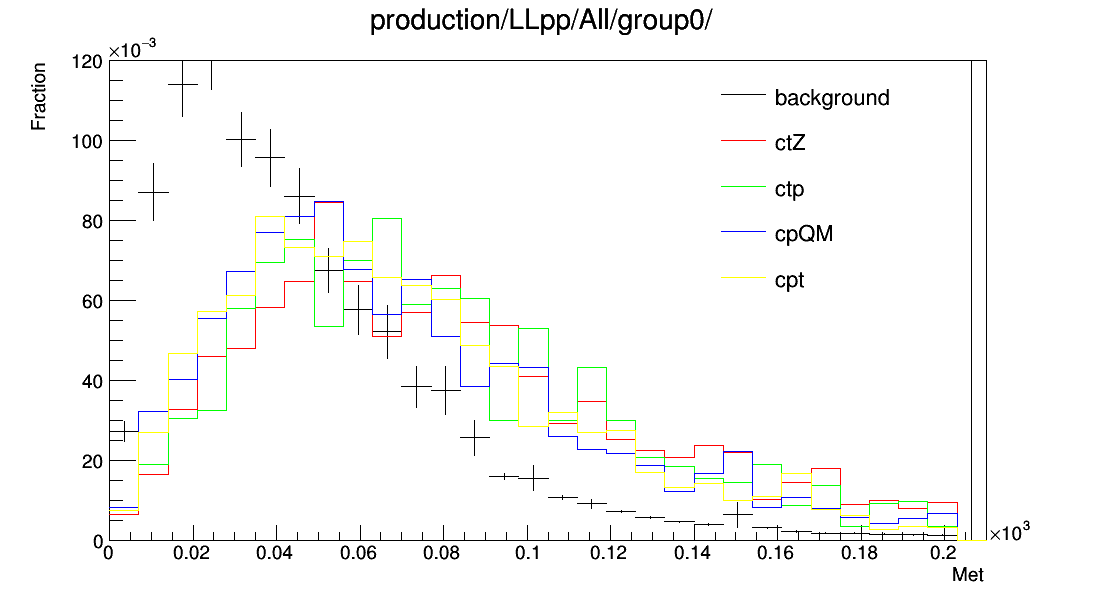 production/LLpp/All/group0/
×10⁻³
Fraction
120
100
80
60
40
20
0
background
ctZ
ctp
cpQM
cpt
0 0.02 0.04 0.06 0.08 0.1 0.12 0.14 0.16 0.18 0.2
×10³
Met